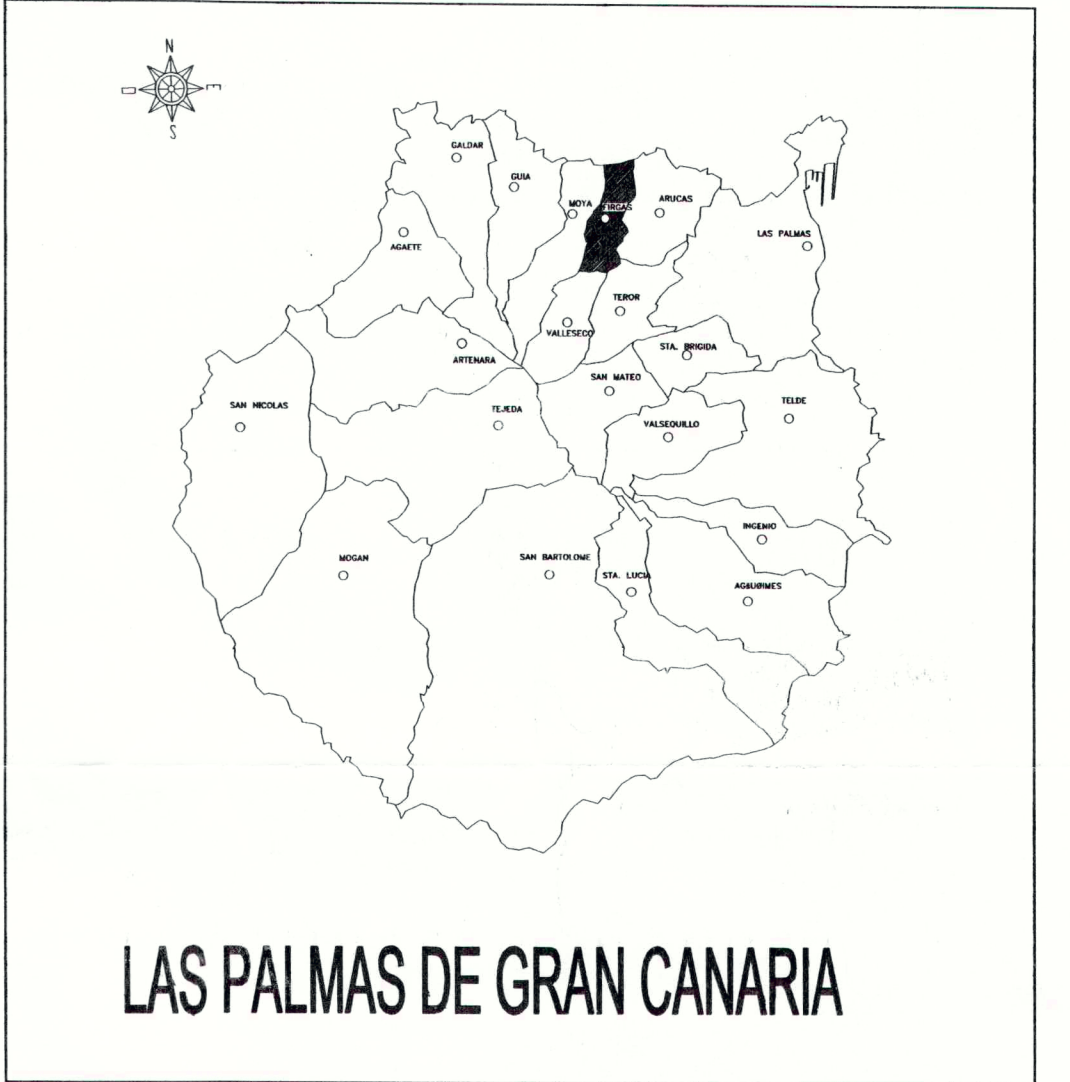 N
O
E
S
GALDAR
GUIA
MOYA
FIRGAS
ARUCAS
LAS PALMAS
AGAETE
TEROR
VALLESECO
STA. BRIGIDA
ARTENARA
SAN MATEO
SAN NICOLAS
TEJEDA
TELDE
VALSEQUILLO
INGENIO
MOGAN
SAN BARTOLOME
STA. LUCIA
AGÜIMES
LAS PALMAS DE GRAN CANARIA